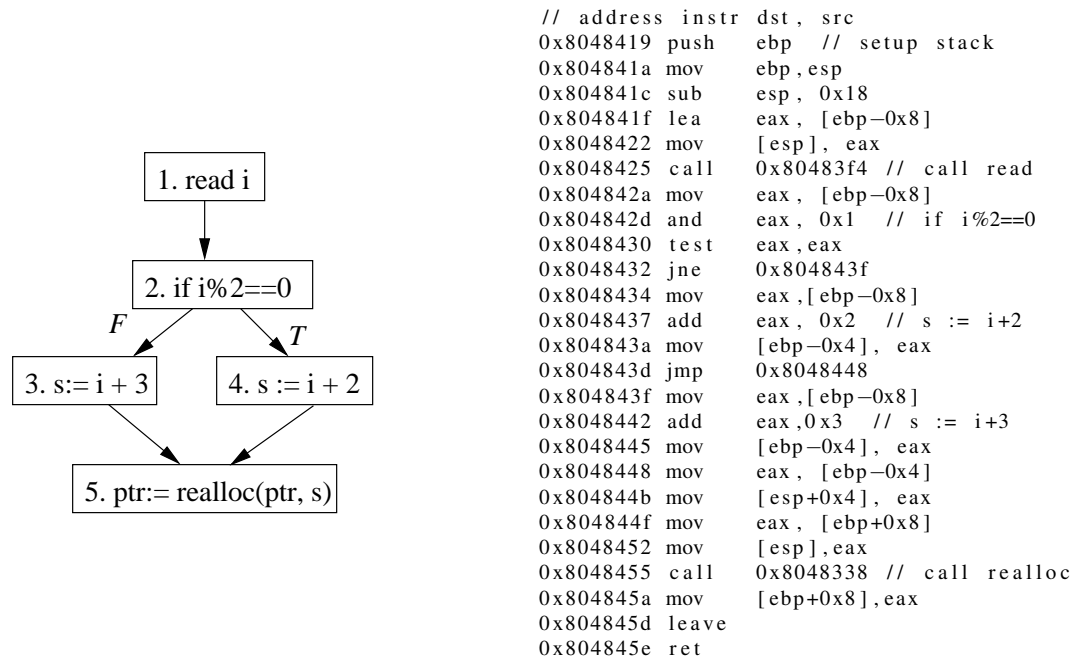 1. read i
2. if i%2==0
F
T
3. s:= i + 3
4. s := i + 2
5. ptr:= realloc(ptr, s)
// address instr dst, src
0x8048419 push ebp // setup stack
0x804841a mov ebp,esp
0x804841c sub esp, 0x18
0x804841f lea eax, [ebp−0x8]
0x8048422 mov [esp], eax
0x8048425 call 0x80483f4 // call read
0x804842a mov eax, [ebp−0x8]
0x804842d and eax, 0x1 // if i%2==0
0x8048430 test eax,eax
0x8048432 jne 0x804843f
0x8048434 mov eax,[ebp−0x8]
0x8048437 add eax, 0x2 // s := i+2
0x804843a mov [ebp−0x4], eax
0x804843d jmp 0x8048448
0x804843f mov eax,[ebp−0x8]
0x8048442 add eax,0x3 // s := i+3
0x8048445 mov [ebp−0x4], eax
0x8048448 mov eax, [ebp−0x4]
0x804844b mov [esp+0x4], eax
0x804844f mov eax, [ebp+0x8]
0x8048452 mov [esp],eax
0x8048455 call 0x8048338 // call realloc
0x804845a mov [ebp+0x8],eax
0x804845d leave
0x804845e ret